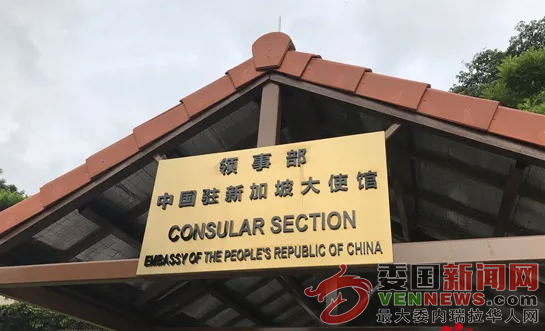 领事部
中国驻新加坡大使馆
CONSULAR SECTION
EMBASSY OF THE PEOPLE'S REPUBLIC OF CHINA
委国新闻网
VENNEWS.COM
最大委内瑞拉华人网